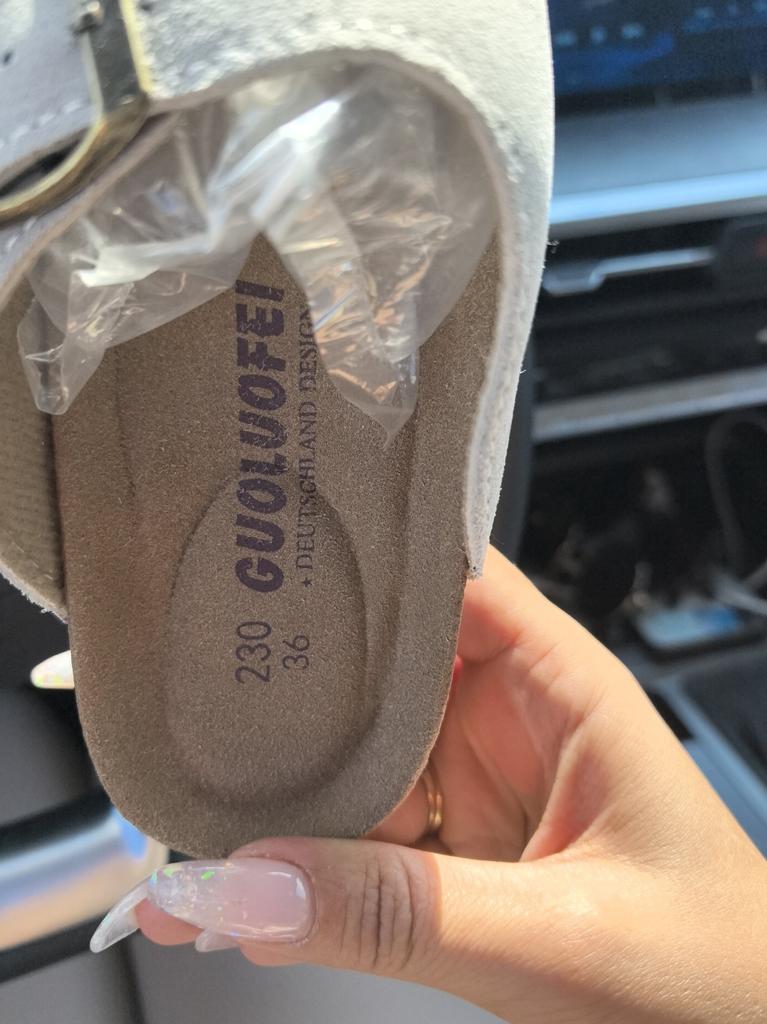 230 GUOLUOFEI
36 ★ DEUTSCHLAND DESIGN